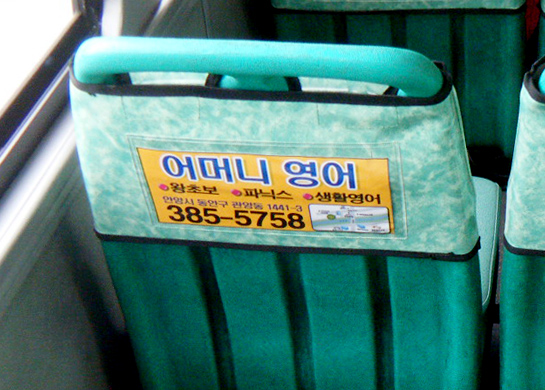 어머니 영어
왕초보 파닉스 생활영어
안양시 동안구 관양동 1441-3
385-5758